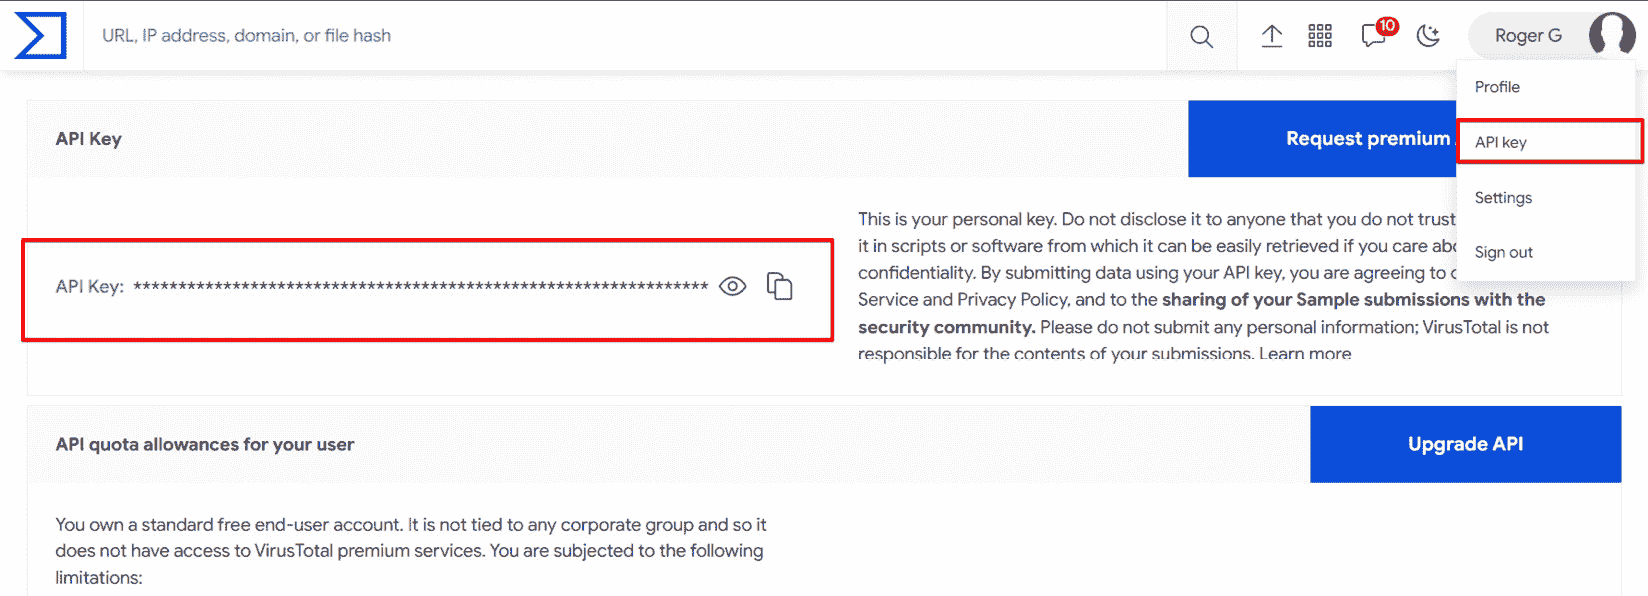 URL, IP address, domain, or file hash
10
Roger G
Profile
API key
Settings
Sign out
API Key
Request premium
API Key: ****************************************************************
This is your personal key. Do not disclose it to anyone that you do not trust
it in scripts or software from which it can be easily retrieved if you care
confidentiality. By submitting data using your API key, you are agreeing to
Service and Privacy Policy, and to the sharing of your Sample submissions with the
security community. Please do not submit any personal information; VirusTotal is not
responsible for the contents of your submissions. Learn more
API quota allowances for your user
Upgrade API
You own a standard free end-user account. It is not tied to any corporate group and so it
does not have access to VirusTotal premium services. You are subjected to the following
limitations: